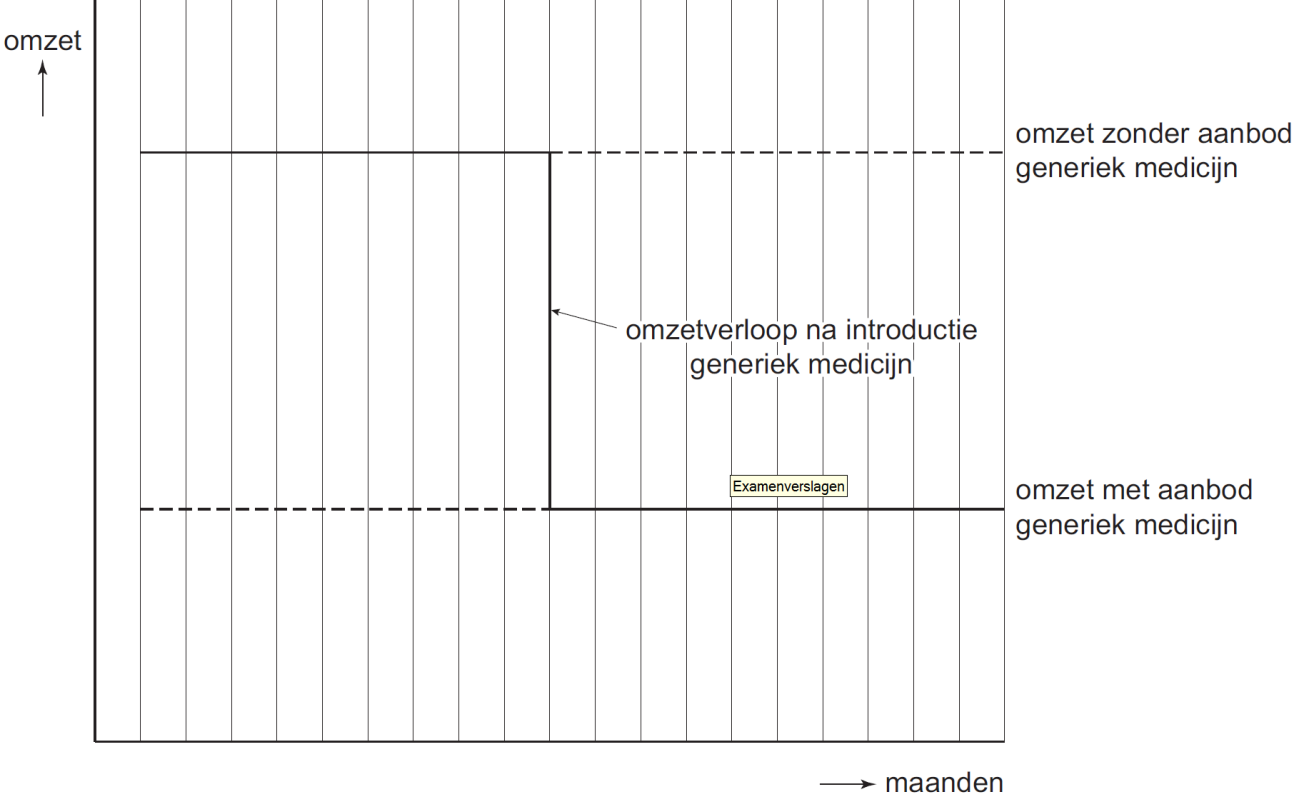 omzet
omzet zonder aanbod
generiek medicijn
omzetverloop na introductie
generiek medicijn
Examenverslagen
omzet met aanbod
generiek medicijn
maanden